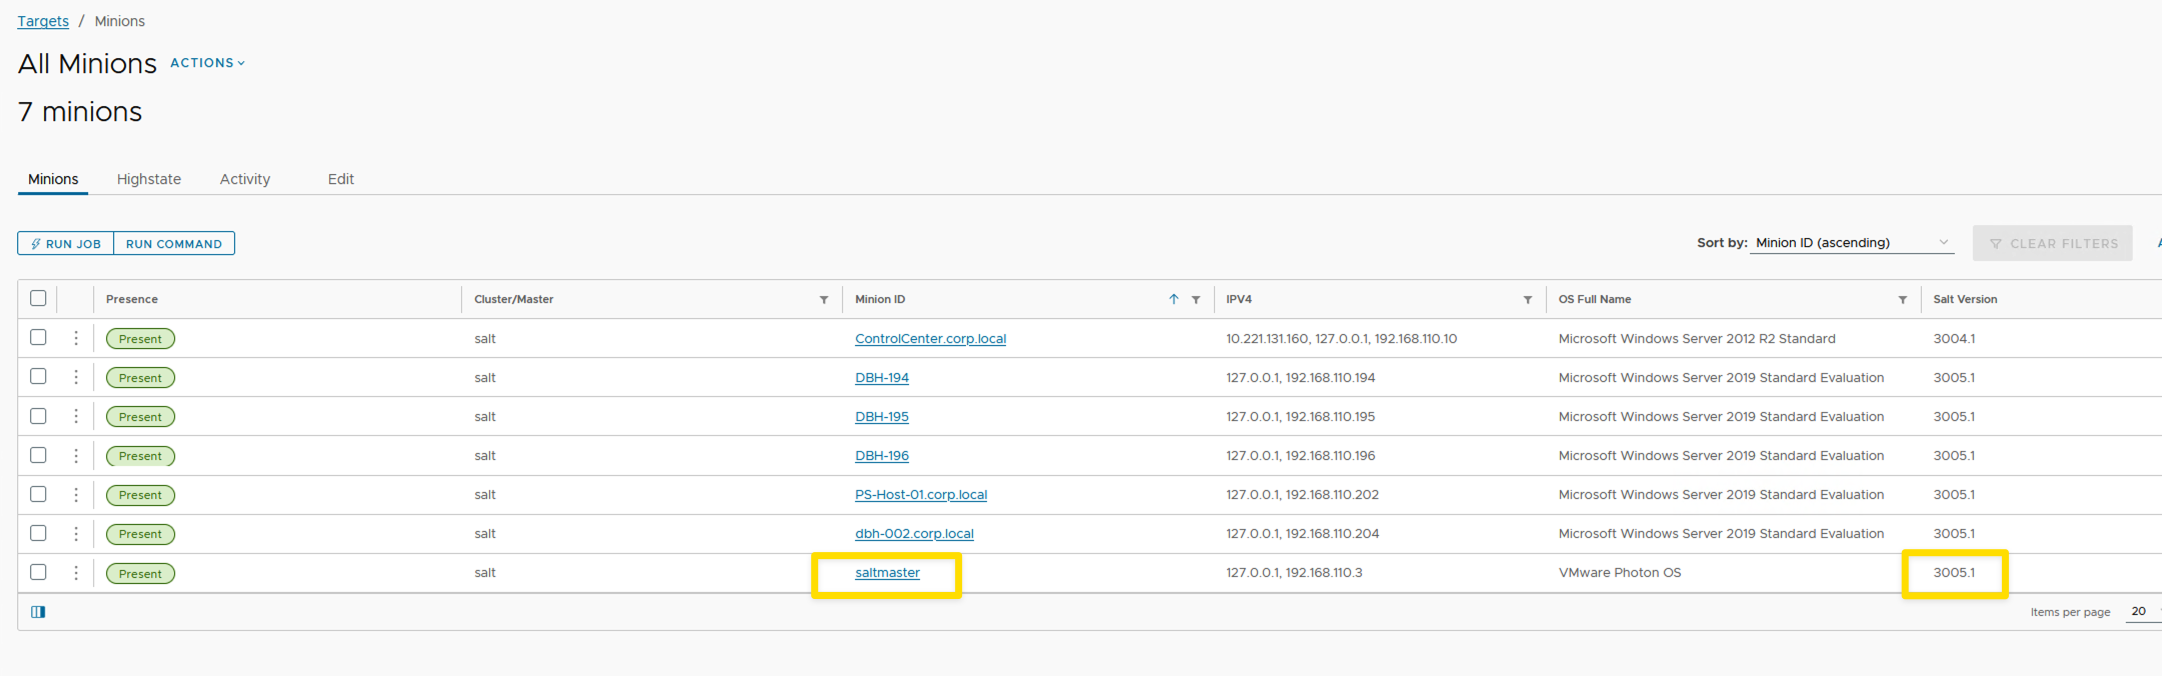 Targets / Minions
All Minions ACTIONS
7 minions
Minions Highstate Activity Edit
RUN JOB RUN COMMAND Sort by: Minion ID (ascending) CLEAR FILTERS
Presence Cluster/Master Minion ID IPV4 OS Full Name Salt Version
Present salt ControlCenter.corp.local 10.221.131.160, 127.0.0.1, 192.168.110.10 Microsoft Windows Server 2012 R2 Standard 3004.1
Present salt DBH-194 127.0.0.1, 192.168.110.194 Microsoft Windows Server 2019 Standard Evaluation 3005.1
Present salt DBH-195 127.0.0.1, 192.168.110.195 Microsoft Windows Server 2019 Standard Evaluation 3005.1
Present salt DBH-196 127.0.0.1, 192.168.110.196 Microsoft Windows Server 2019 Standard Evaluation 3005.1
Present salt PS-Host-01.corp.local 127.0.0.1, 192.168.110.202 Microsoft Windows Server 2019 Standard Evaluation 3005.1
Present salt dbh-002.corp.local 127.0.0.1, 192.168.110.204 Microsoft Windows Server 2019 Standard Evaluation 3005.1
Present salt saltmaster 127.0.0.1, 192.168.110.3 VMware Photon OS 3005.1
Items per page 20